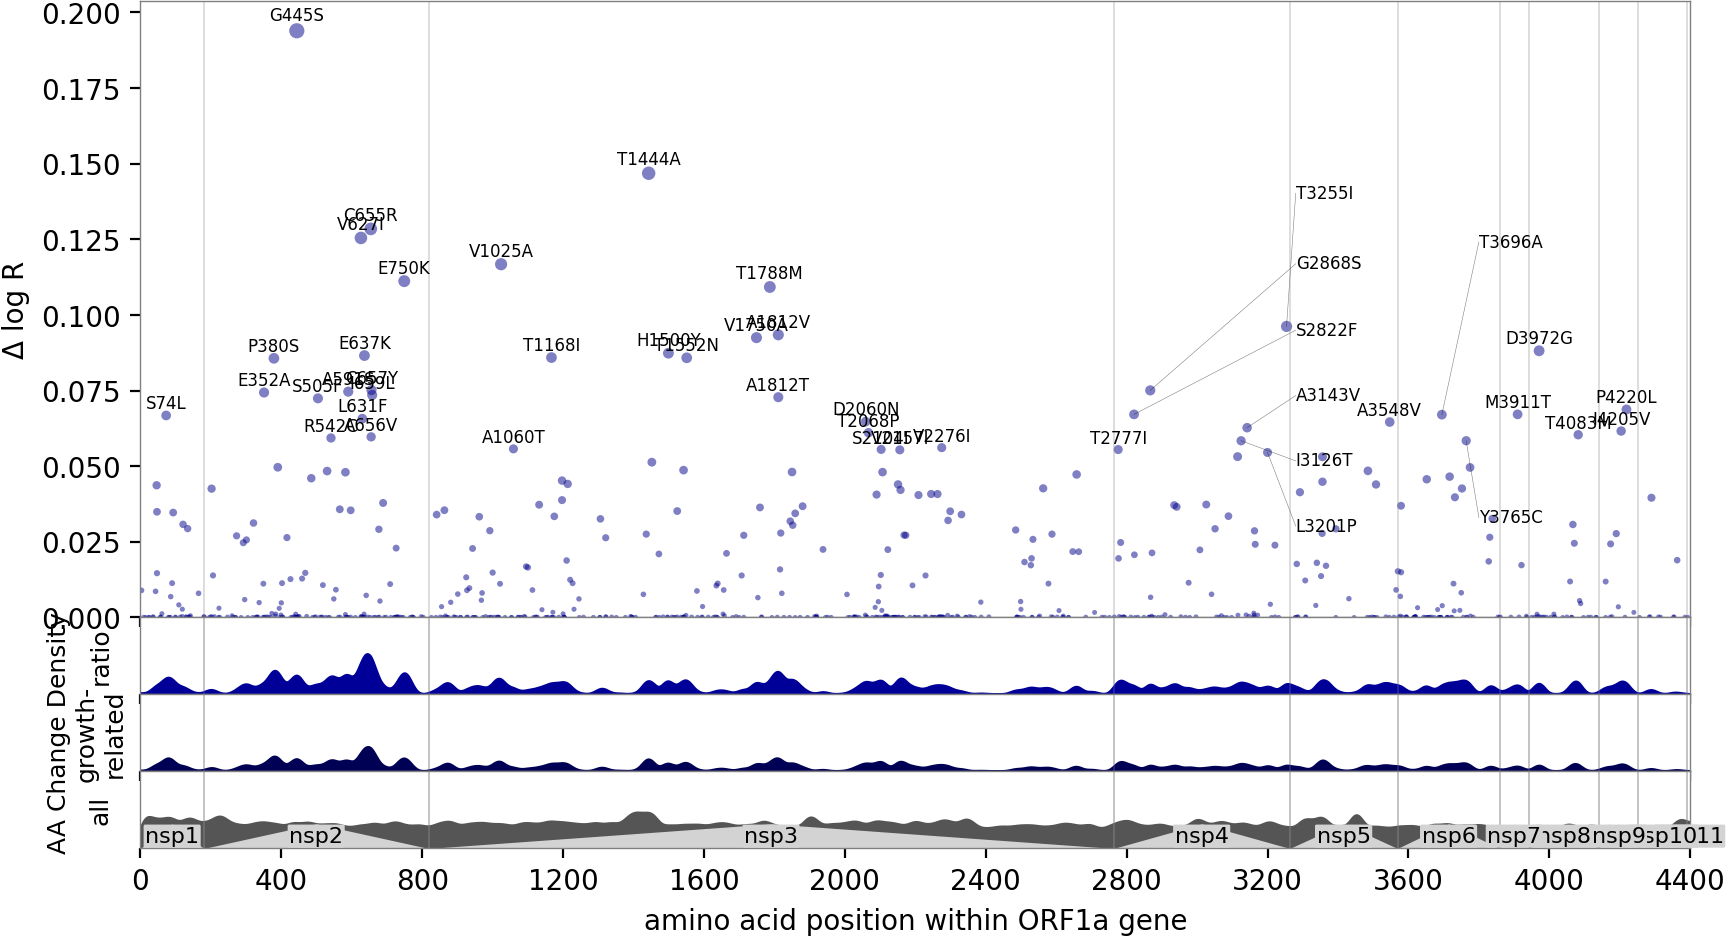 0.200
0.175
0.150
0.125
0.100
0.075
0.050
0.025
0.000
Δ log R
G445S
T1444A
C655R
V627I
V1025A
E750K
T1788M
T3255I
G2868S
S2822F
T3696A
A1812V
V1750A
D3972G
P380S
E637K
T1168I
H1500Y
T1552N
E352A
S505F
C657Y
I659L
A1812T
A3143V
S74L
L631F
R542C
A656V
A1060T
D2060N
T2068P
V2276I
T2777I
A3548V
M3911T
P4220L
T4083M
I4205V
I3126T
L3201P
Y3765C
AA Change Density
ratio
growth-
related
all
nsp1
nsp2
nsp3
nsp4
nsp5
nsp6
nsp7
nsp8
nsp9
nsp1011
0 400 800 1200 1600 2000 2400 2800 3200 3600 4000 4400
amino acid position within ORF1a gene